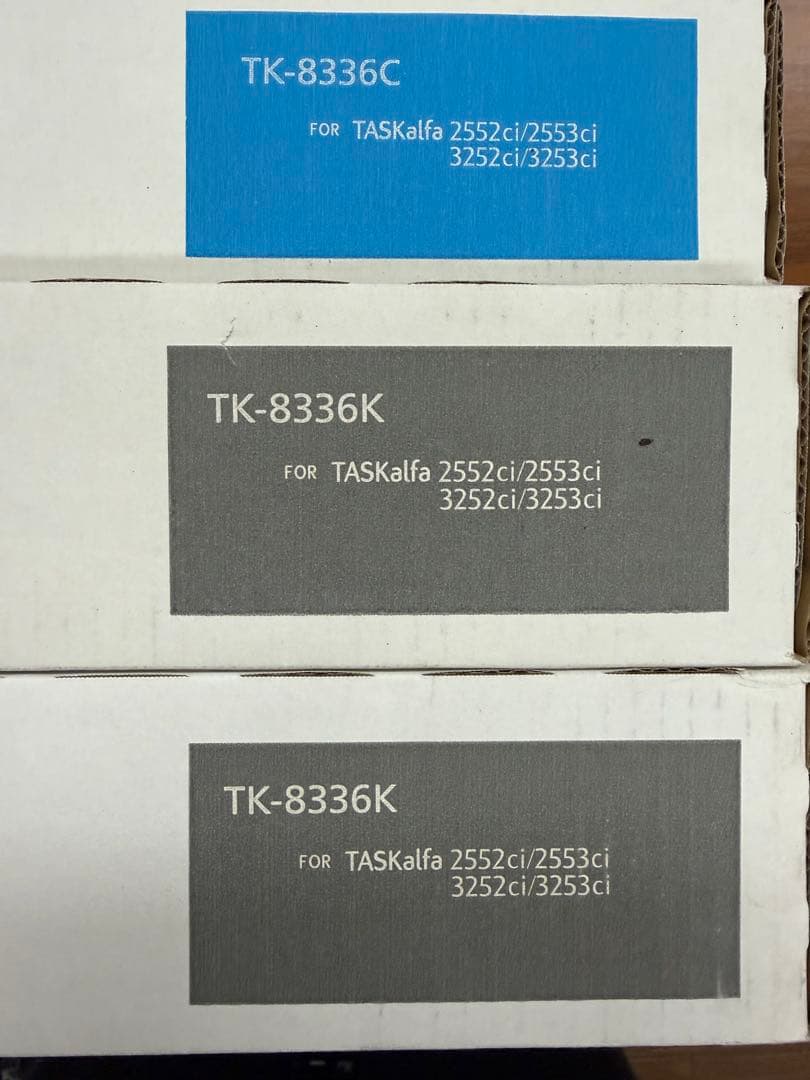 TK-8336C
FOR TASKalfa 2552ci/2553ci
3252ci/3253ci
TK-8336K
FOR TASKalfa 2552ci/2553ci
3252ci/3253ci
TK-8336K
FOR TASKalfa 2552ci/2553ci
3252ci/3253ci